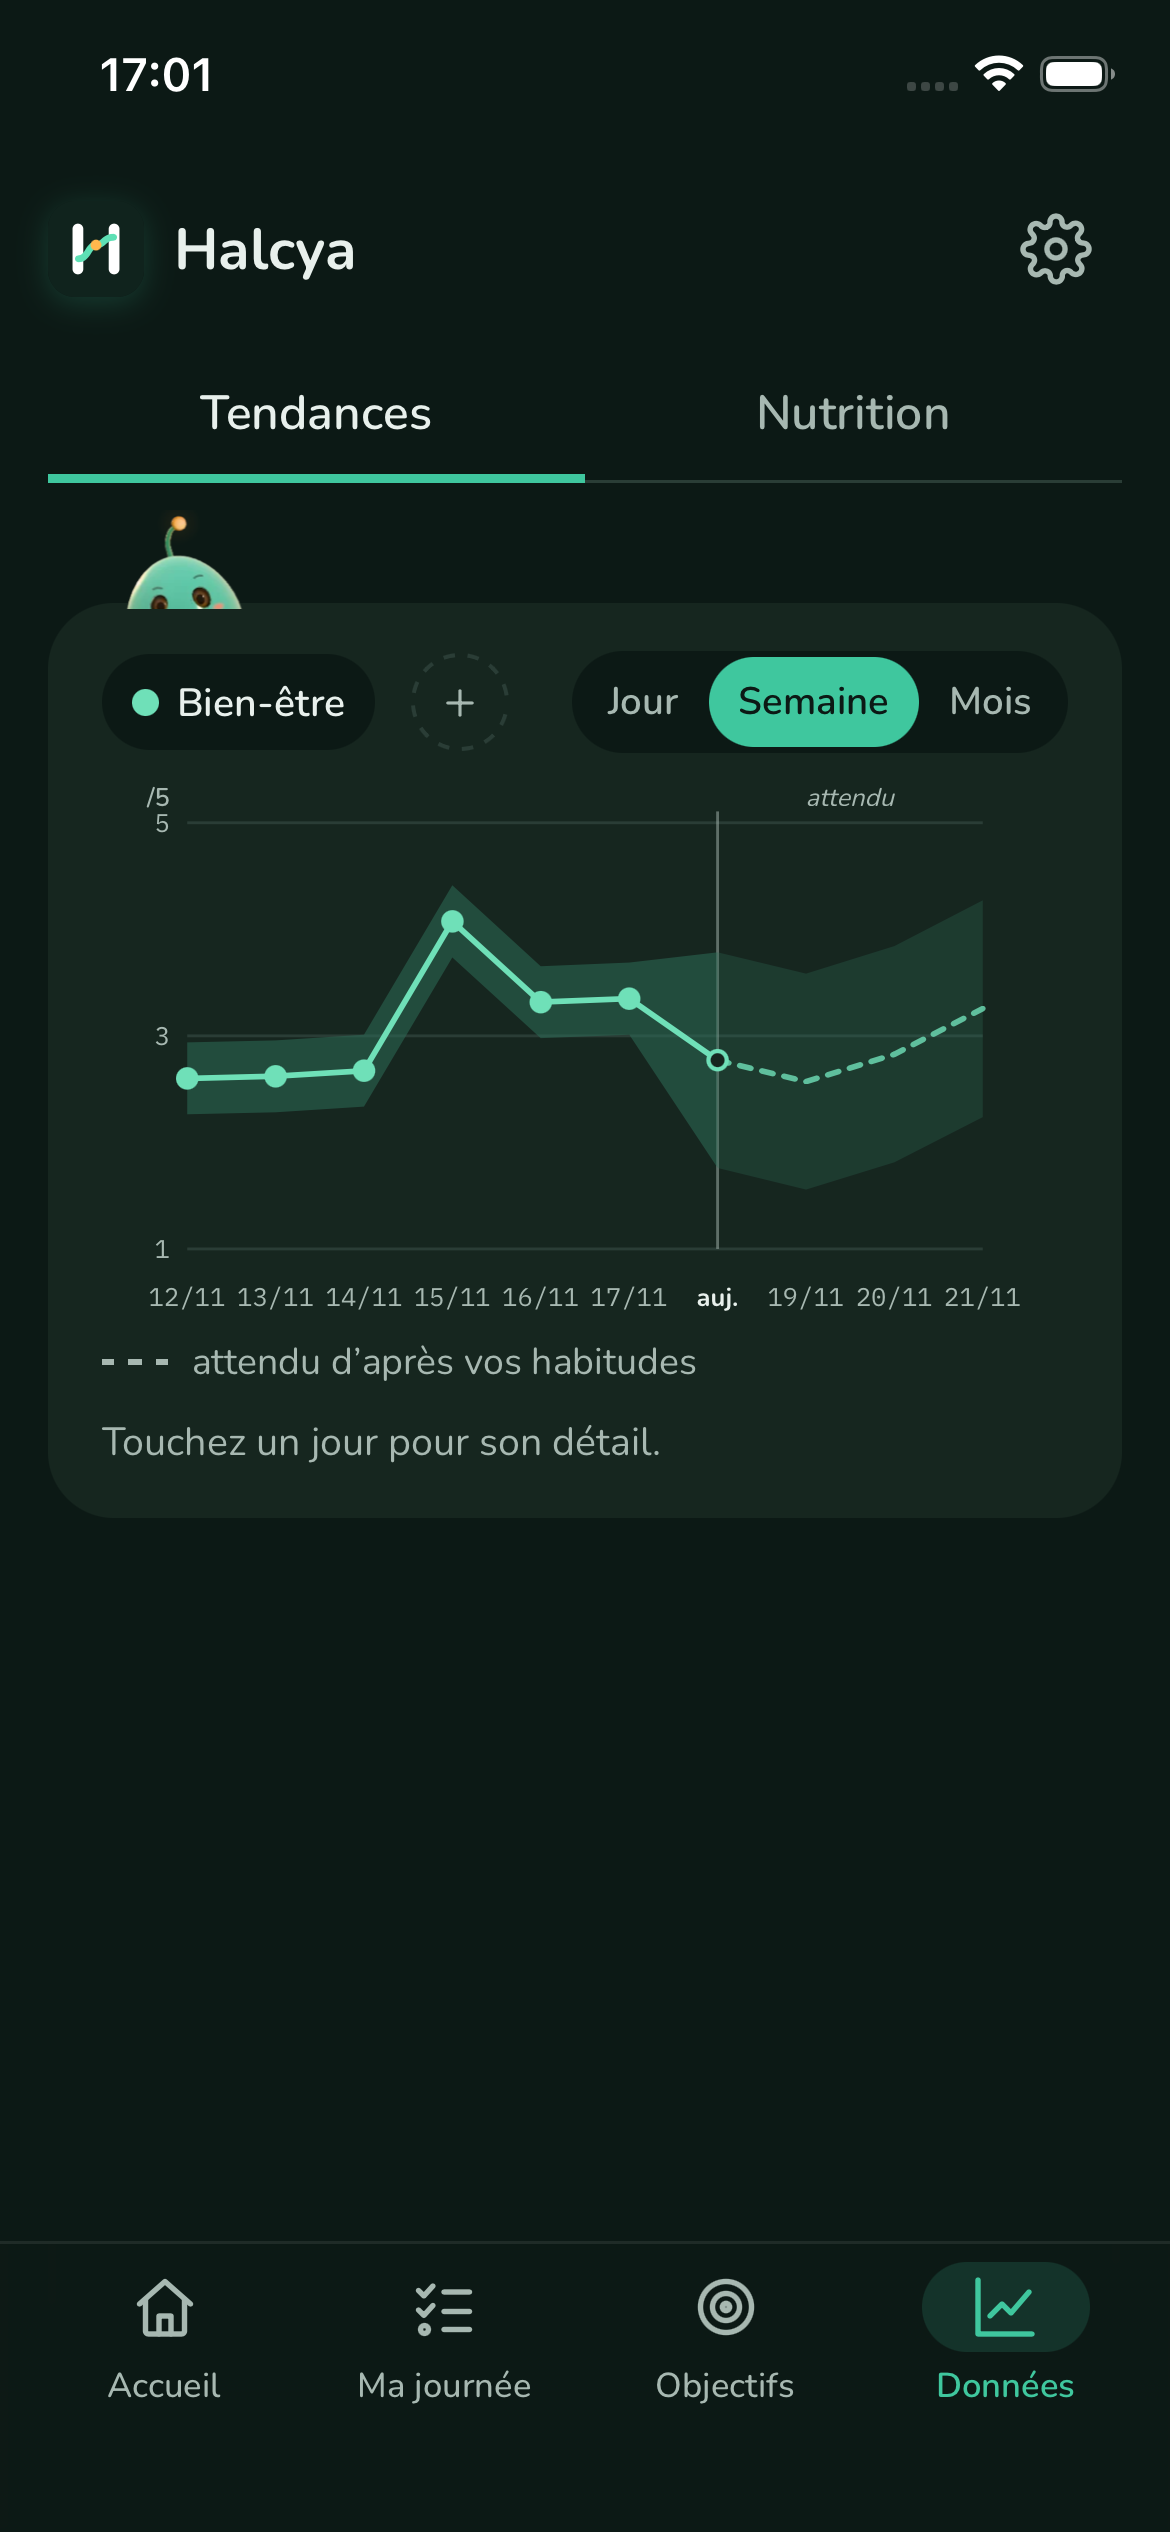 17:01
Halcya
Tendances
Nutrition
Bien-être
Jour
Semaine
Mois
/5
attendu
5
3
1
12/11 13/11 14/11 15/11 16/11 17/11 auj. 19/11 20/11 21/11
attendu d’après vos habitudes
Touchez un jour pour son détail.
Accueil
Ma journée
Objectifs
Données